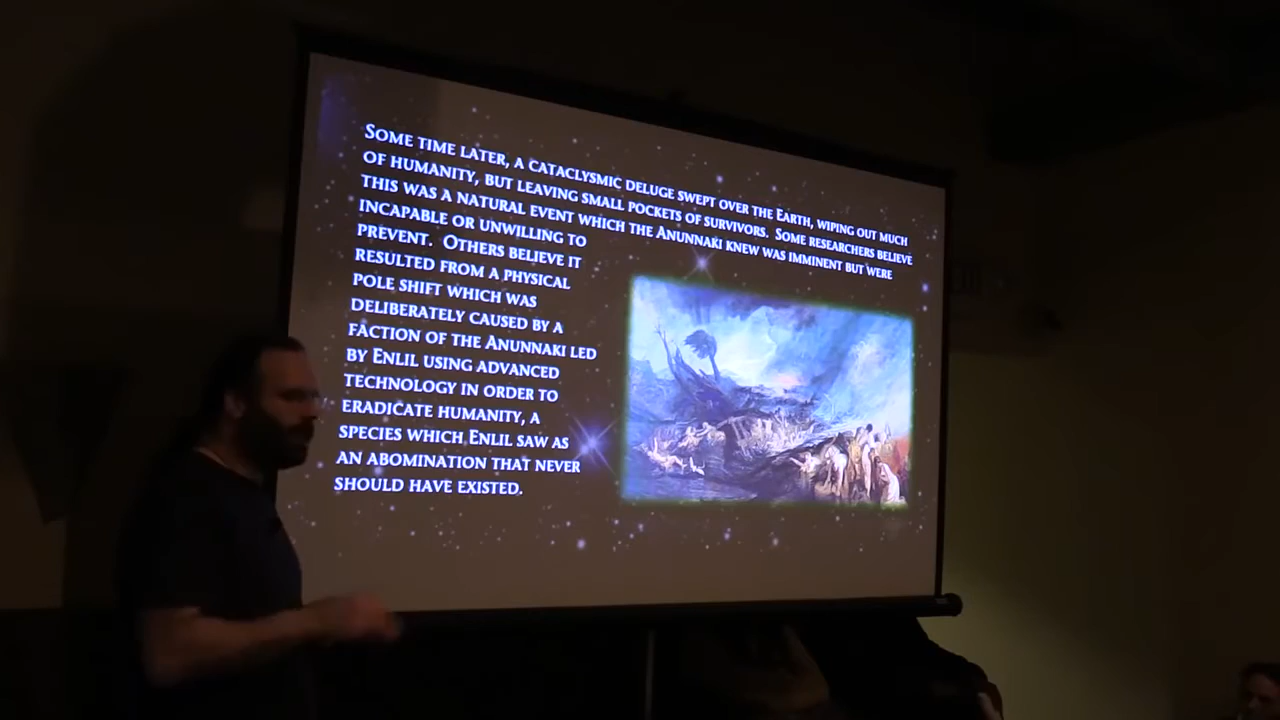 Some time later, a cataclysmic deluge swept over the Earth, wiping out much
of humanity, but leaving small pockets of survivors. Some researchers believe
this was a natural event which the Anunnaki knew was imminent but were
incapable or unwilling to
prevent. Others believe it
resulted from a physical
pole shift which was
deliberately caused by a
faction of the Anunnaki led
by Enlil using advanced
technology in order to
eradicate humanity, a
species which Enlil saw as
an abomination that never
should have existed.